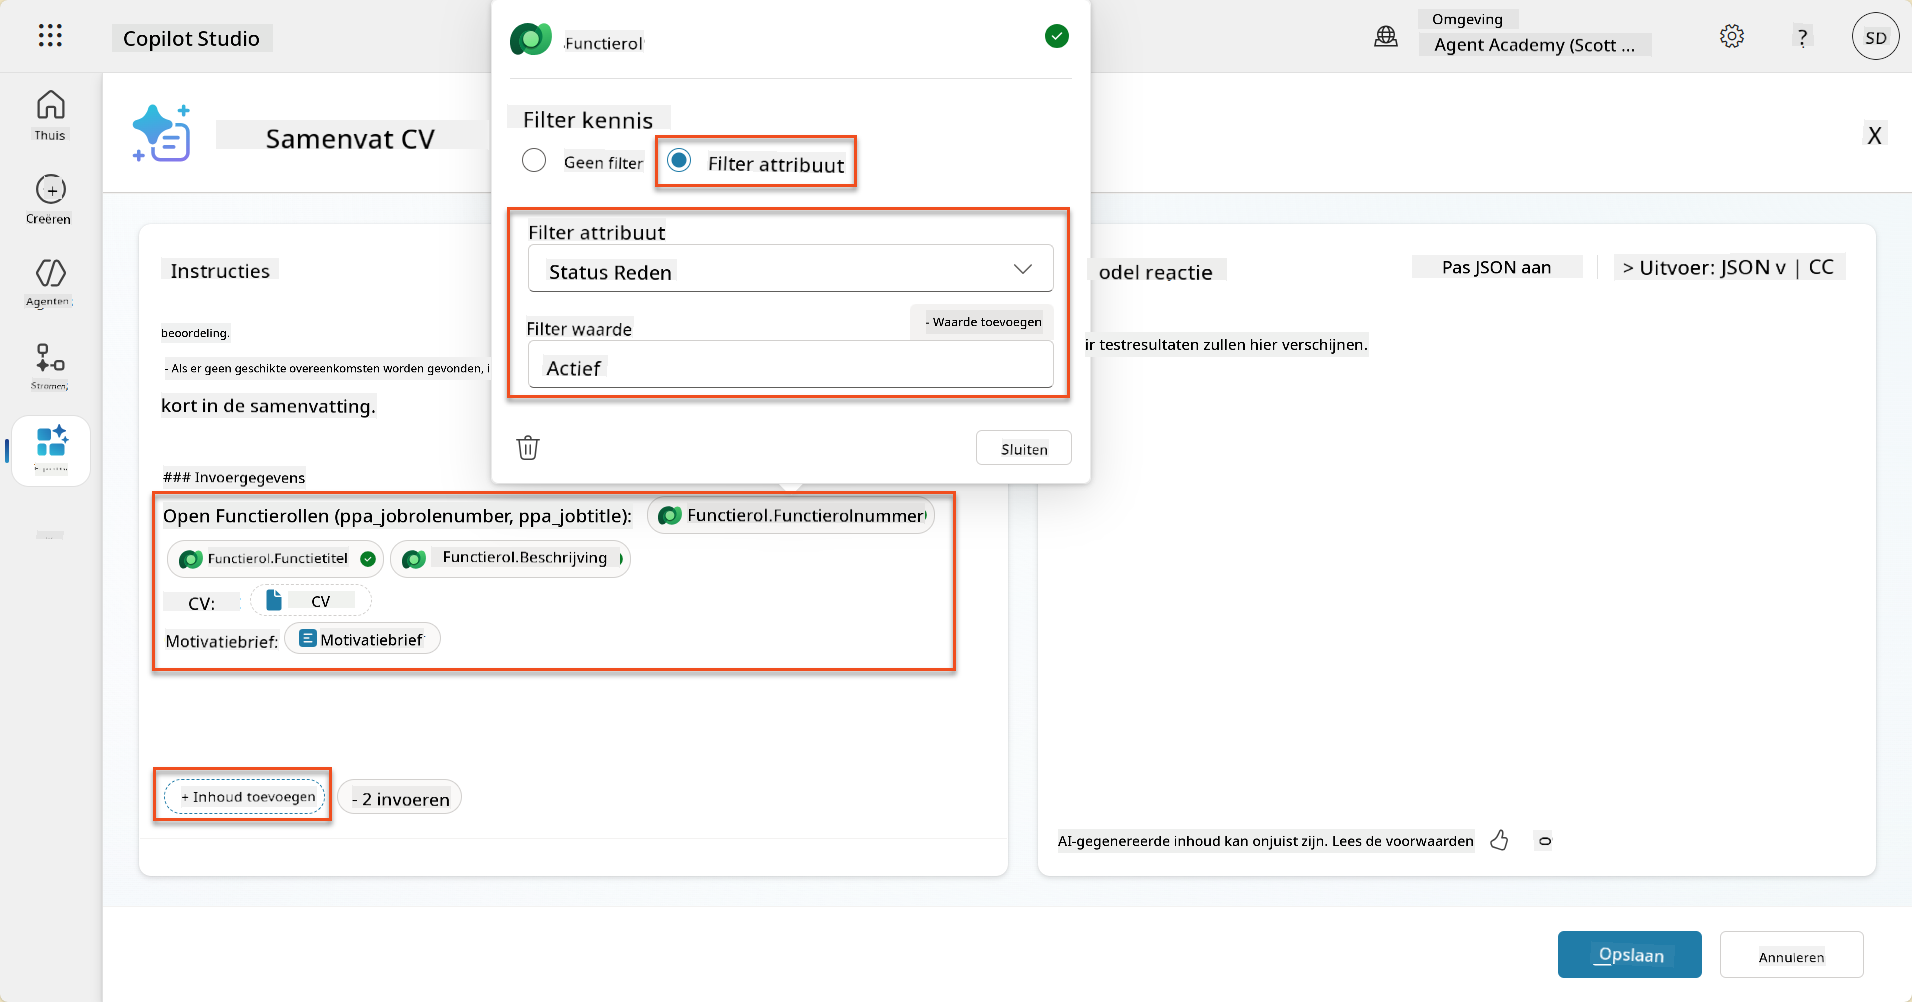 Copilot Studio
Omgeving
Agent Academy (Scott ...
?
SD
Thuis
Creëren
Agenten
Stromen
Samenvat CV
X
Functierol
Filter kennis
Geen filter
Filter attribuut
Filter attribuut
Status Reden
Filter waarde
- Waarde toevoegen
Actief
Sluiten
Instructies
beoordeling.
- Als er geen geschikte overeenkomsten worden gevonden, i
kort in de samenvatting.
### Invoergegevens
Open Functierollen (ppa_jobrolenumber, ppa_jobtitle): Functierol.Functierolnummer
Functierol.Functietitel Functierol.Beschrijving
CV: CV
Motivatiebrief: Motivatiebrief
+ Inhoud toevoegen
- 2 invoeren
odel reactie
Pas JSON aan
> Uitvoer: JSON v | CC
ir testresultaten zullen hier verschijnen.
AI-gegenereerde inhoud kan onjuist zijn. Lees de voorwaarden
Opslaan
Annuleren